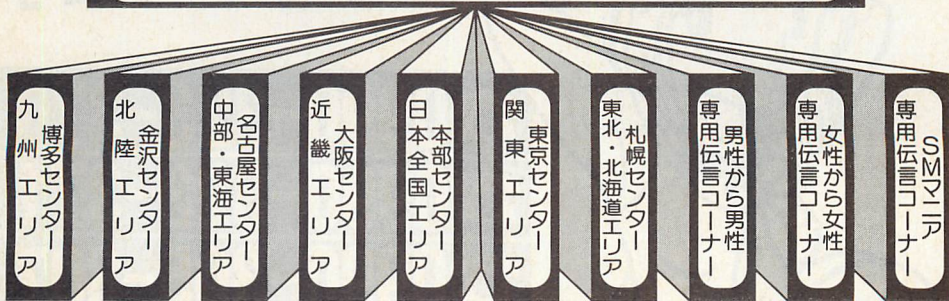 SMマニア
専用伝言コーナー
女性から女性
専用伝言コーナー
男性から男性
専用伝言コーナー
札幌センター
東北・北海道エリア
東京センター
関東エリア
本部センター
日本全国エリア
大阪センター
近畿エリア
名古屋センター
中部・東海エリア
金沢センター
北陸エリア
博多センター
九州エリア